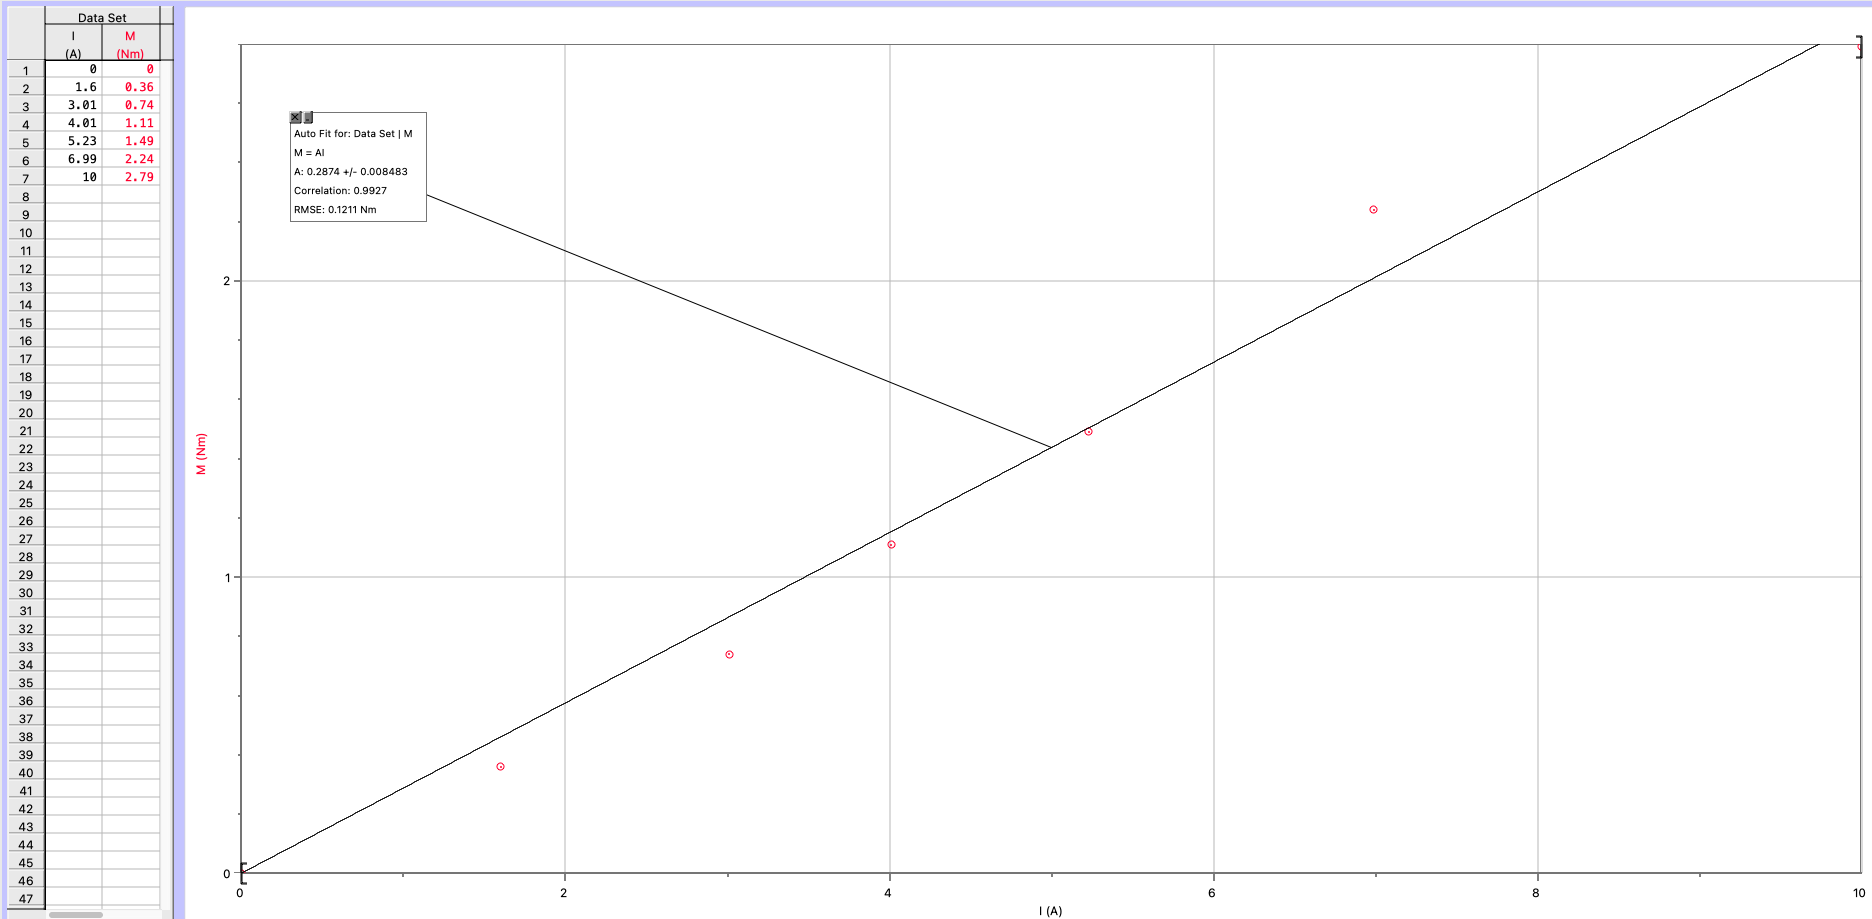 Data Set
I M
(A) (Nm)
1 0 0
2 1.6 0.36
3 3.01 0.74
4 4.01 1.11
5 5.23 1.49
6 6.99 2.24
7 10 2.79
8
9
10
11
12
13
14
15
16
17
18
19
20
21
22
23
24
25
26
27
28
29
30
31
32
33
34
35
36
37
38
39
40
41
42
43
44
45
46
47
Auto Fit for: Data Set | M
M = AI
A: 0.2874 +/- 0.008483
Correlation: 0.9927
RMSE: 0.1211 Nm
M (Nm)
2
1
0
0 2 4 6 8 10
I (A)